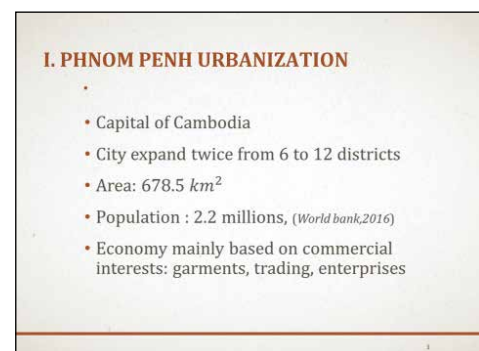 I. PHNOM PENH URBANIZATION
•
• Capital of Cambodia
• City expand twice from 6 to 12 districts
• Area: 678.5 km²
• Population : 2.2 millions, (World bank,2016)
• Economy mainly based on commercial
interests: garments, trading, enterprises